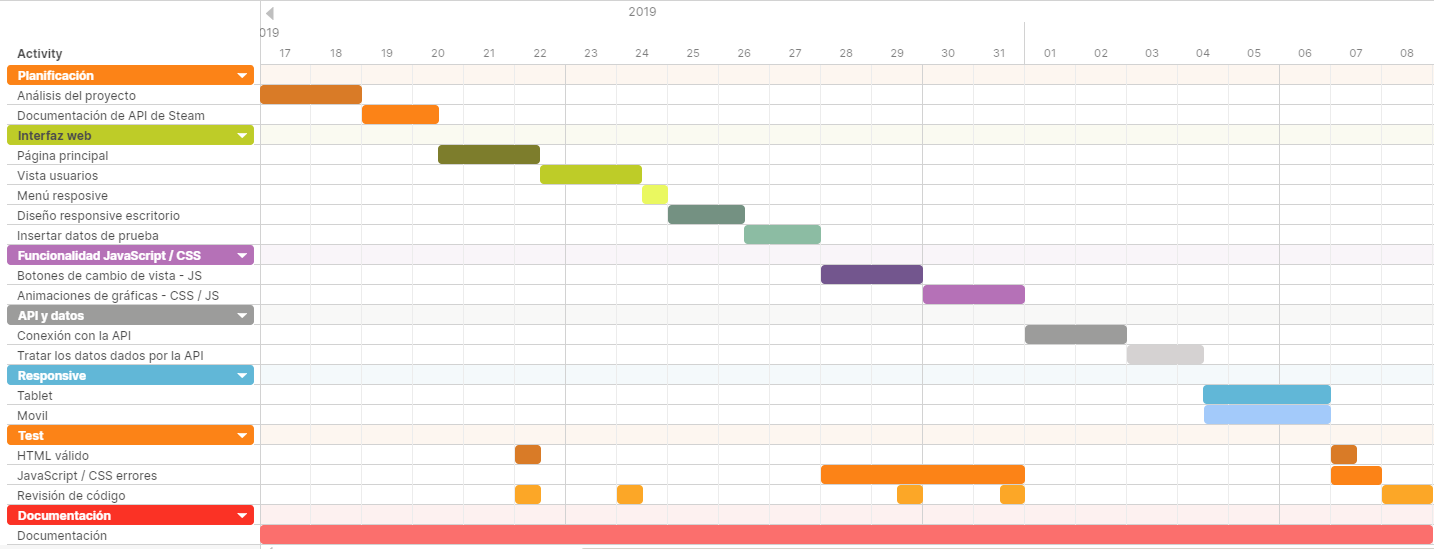 2019
019
Activity
17 18 19 20 21 22 23 24 25 26 27 28 29 30 31 01 02 03 04 05 06 07 08
Planificación
Análisis del proyecto
Documentación de API de Steam
Interfaz web
Página principal
Vista usuarios
Menú resposive
Diseño responsive escritorio
Insertar datos de prueba
Funcionalidad JavaScript / CSS
Botones de cambio de vista - JS
Animaciones de gráficas - CSS / JS
API y datos
Conexión con la API
Tratar los datos dados por la API
Responsive
Tablet
Movil
Test
HTML válido
JavaScript / CSS errores
Revisión de código
Documentación
Documentación